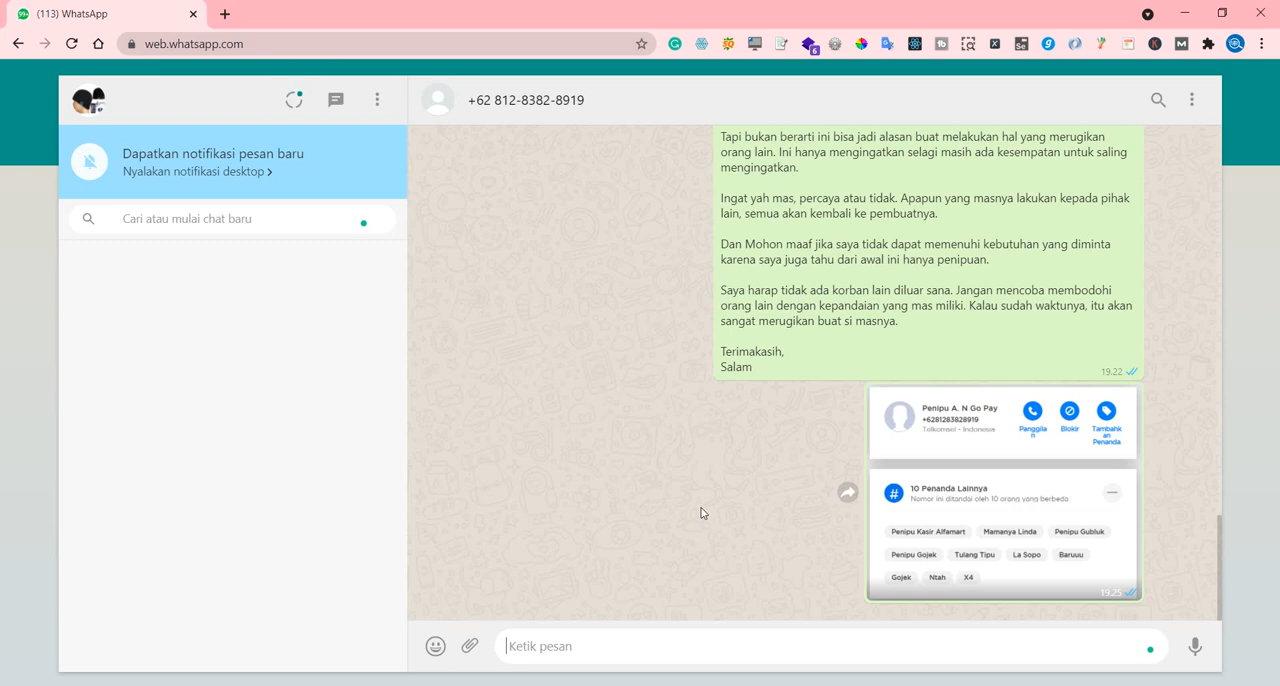 (113) WhatsApp
web.whatsapp.com
+62 812-8382-8919
Dapatkan notifikasi pesan baru
Nyalakan notifikasi desktop >
Cari atau mulai chat baru
Tapi bukan berarti ini bisa jadi alasan buat melakukan hal yang merugikan
orang lain. Ini hanya mengingatkan selagi masih ada kesempatan untuk saling
mengingatkan.
Ingat yah mas, percaya atau tidak. Apapun yang masnya lakukan kepada pihak
lain, semua akan kembali ke pembuatnya.
Dan Mohon maaf jika saya tidak dapat memenuhi kebutuhan yang diminta
karena saya juga tahu dari awal ini hanya penipuan.
Saya harap tidak ada korban lain diluar sana. Jangan mencoba membodohi
orang lain dengan kepandaian yang mas miliki. Kalau sudah waktunya, itu akan
sangat merugikan buat si masnya.
Terimakasih,
Salam
19.22
Penipu A. N Go Pay
+6281283828919
Telkomsel - Indonesia
Panggila
n
Blokir
Tambahk
an
Penanda
# 10 Penanda Lainnya
Nomor ini ditandai oleh 10 orang yang berbeda
Penipu Kasir Alfamart Mamanya Linda Penipu Gubluk
Penipu Gojek Tulang Tipu La Sopo Baruuu
Gojek Ntah X4
19.25
Ketik pesan